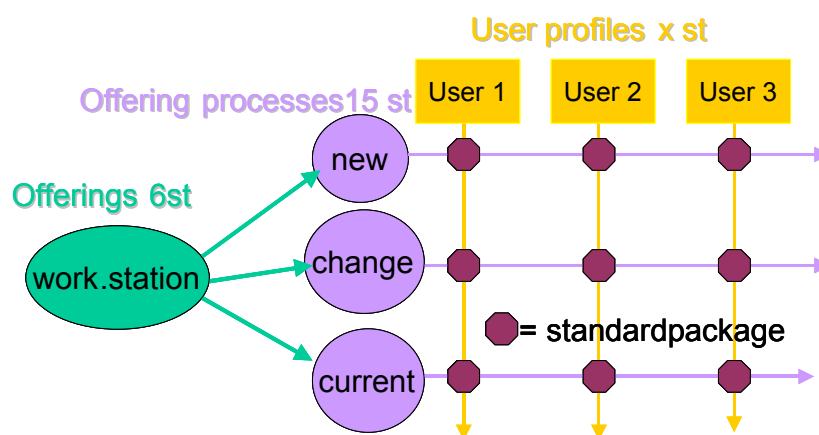 User profiles x st
Offering processes15 st
User 1
User 2
User 3
new
Offerings 6st
work.station
change
= standardpackage
current